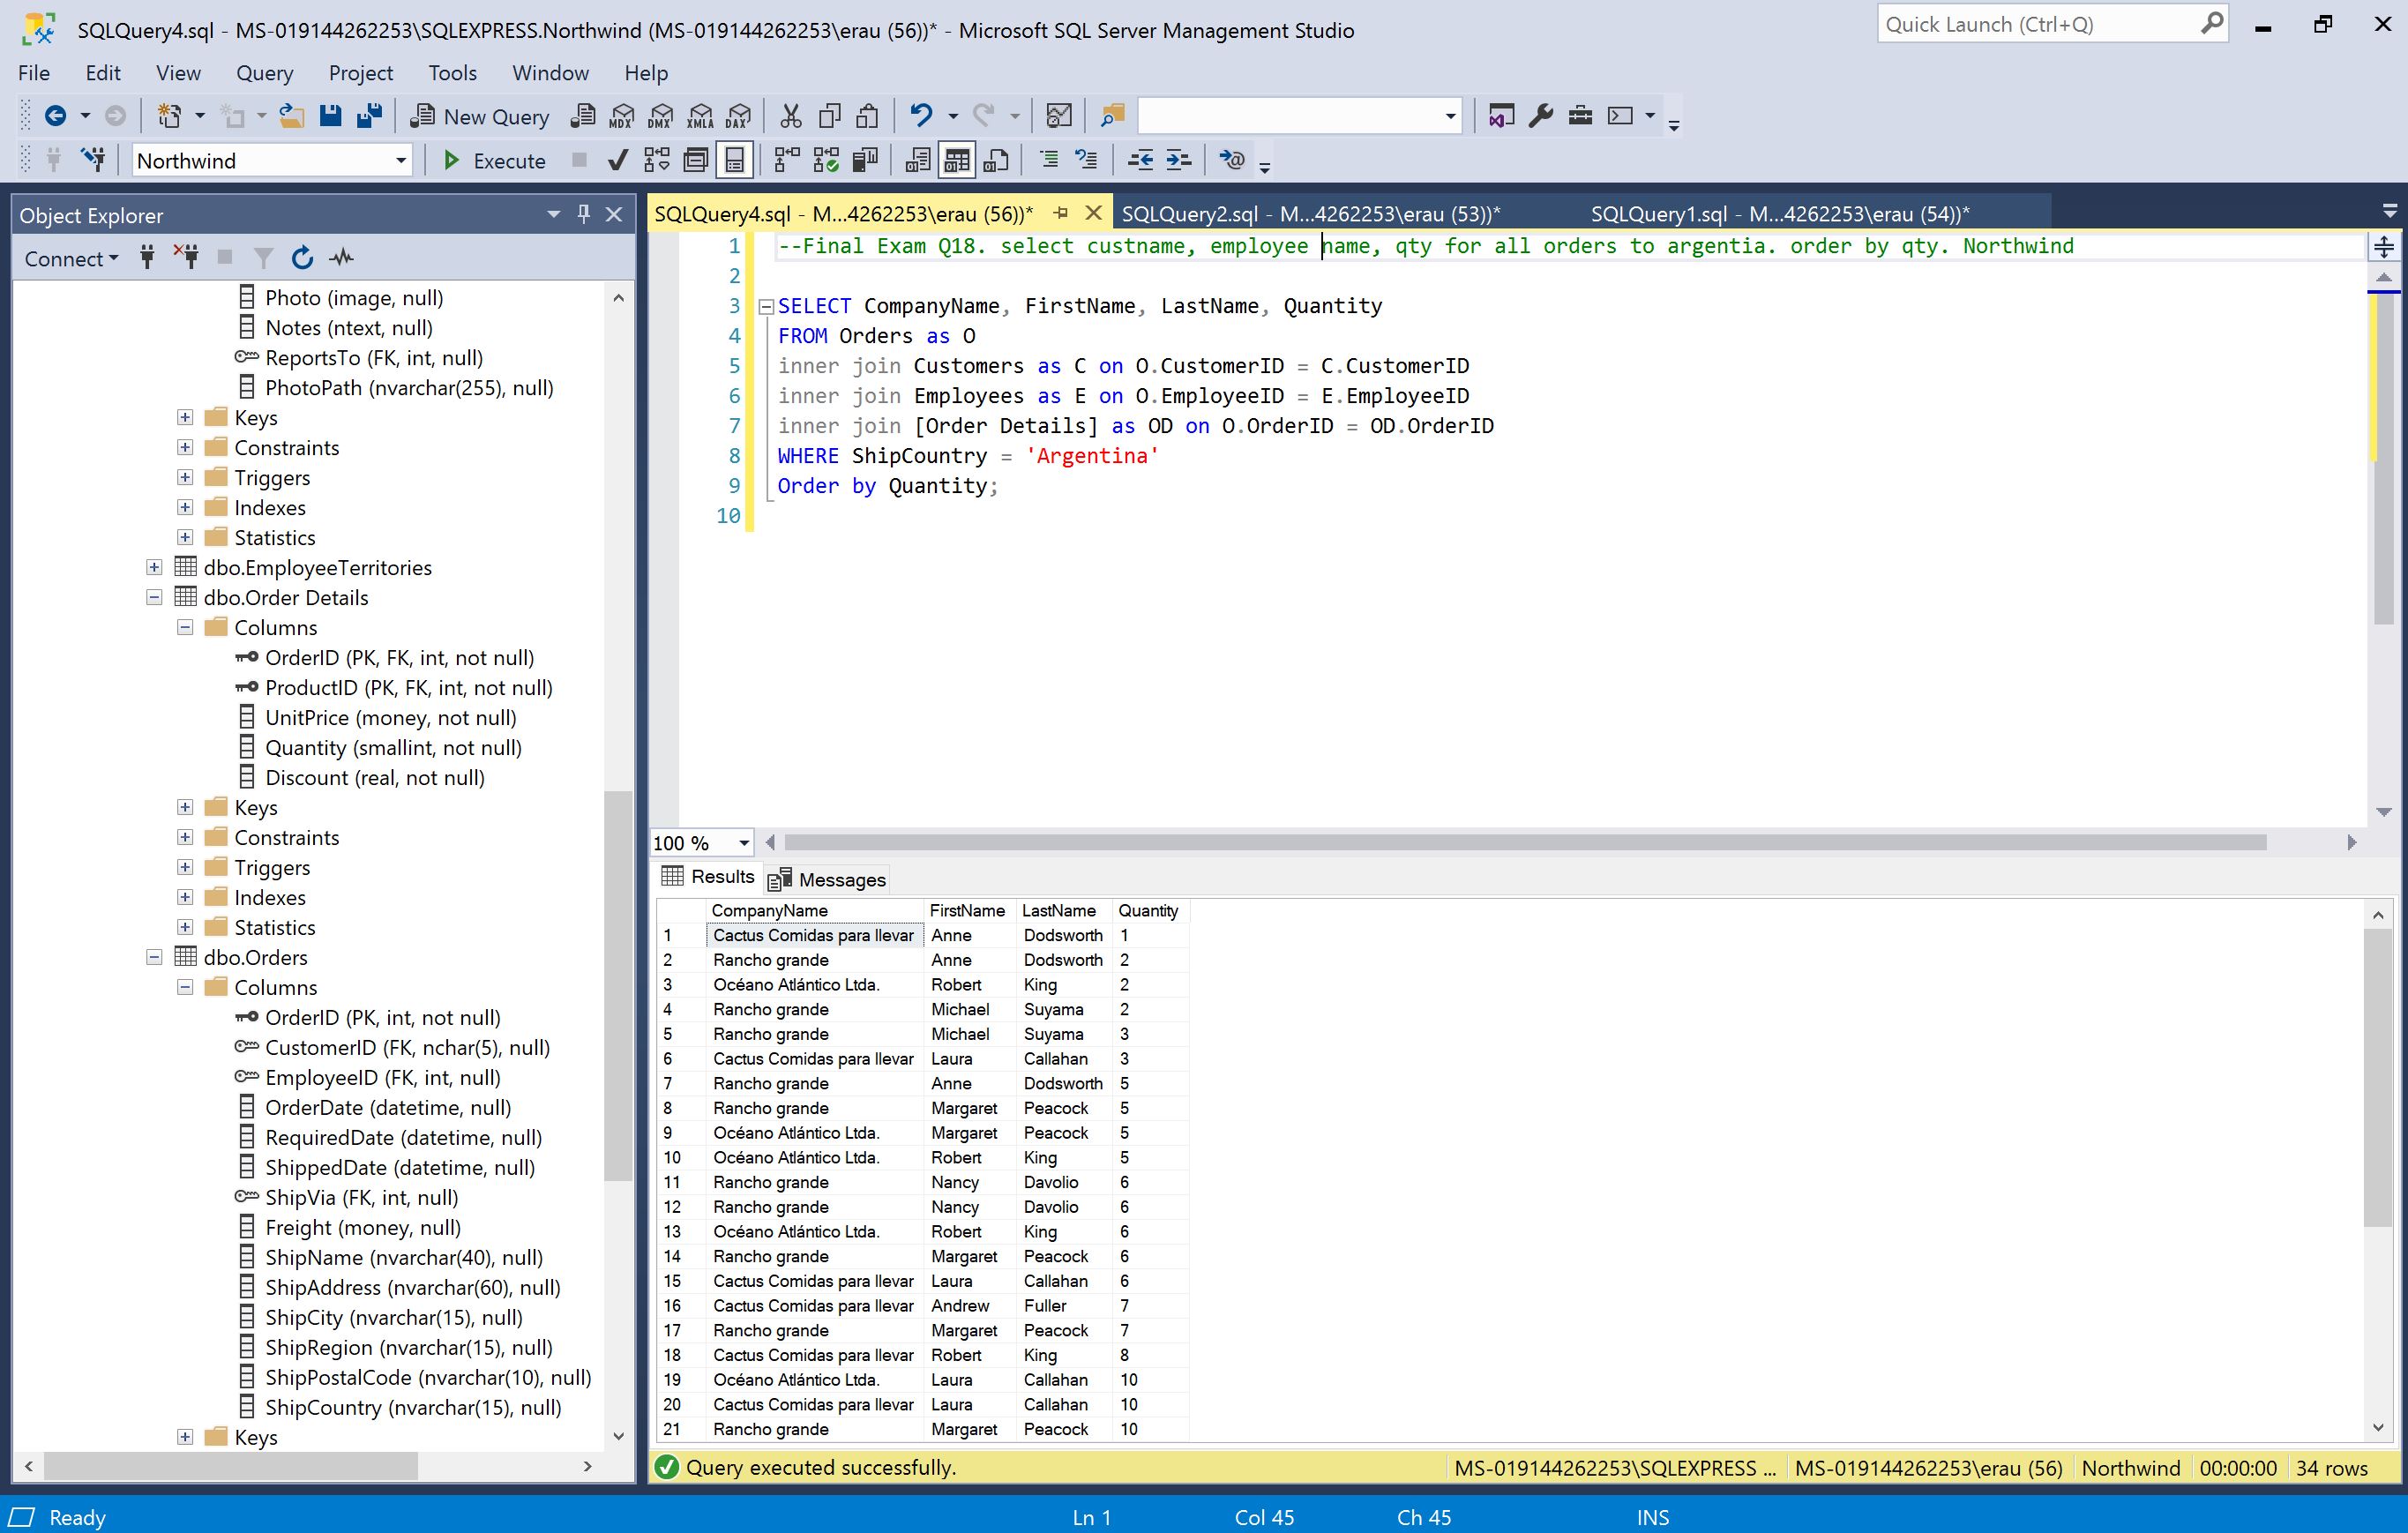 SQLQuery4.sql - MS-019144262253\SQLEXPRESS.Northwind (MS-019144262253\erau (56))* - Microsoft SQL Server Management Studio
Quick Launch (Ctrl+Q)
File Edit View Query Project Tools Window Help
New Query MDX DMX XMLA DAX
Northwind Execute
Object Explorer
Connect
Photo (image, null)
Notes (ntext, null)
ReportsTo (FK, int, null)
PhotoPath (nvarchar(255), null)
Keys
Constraints
Triggers
Indexes
Statistics
dbo.EmployeeTerritories
dbo.Order Details
Columns
OrderID (PK, FK, int, not null)
ProductID (PK, FK, int, not null)
UnitPrice (money, not null)
Quantity (smallint, not null)
Discount (real, not null)
Keys
Constraints
Triggers
Indexes
Statistics
dbo.Orders
Columns
OrderID (PK, int, not null)
CustomerID (FK, nchar(5), null)
EmployeeID (FK, int, null)
OrderDate (datetime, null)
RequiredDate (datetime, null)
ShippedDate (datetime, null)
ShipVia (FK, int, null)
Freight (money, null)
ShipName (nvarchar(40), null)
ShipAddress (nvarchar(60), null)
ShipCity (nvarchar(15), null)
ShipRegion (nvarchar(15), null)
ShipPostalCode (nvarchar(10), null)
ShipCountry (nvarchar(15), null)
Keys
SQLQuery4.sql - M...4262253\erau (56))* SQLQuery2.sql - M...4262253\erau (53))* SQLQuery1.sql - M...4262253\erau (54))*
1 --Final Exam Q18. select custname, employee name, qty for all orders to argentia. order by qty. Northwind
2
3 SELECT CompanyName, FirstName, LastName, Quantity
4 FROM Orders as O
5 inner join Customers as C on O.CustomerID = C.CustomerID
6 inner join Employees as E on O.EmployeeID = E.EmployeeID
7 inner join [Order Details] as OD on O.OrderID = OD.OrderID
8 WHERE ShipCountry = 'Argentina'
9 Order by Quantity;
10
100 %
Results Messages
CompanyName FirstName LastName Quantity
1 Cactus Comidas para llevar Anne Dodsworth 1
2 Rancho grande Anne Dodsworth 2
3 Océano Atlántico Ltda. Robert King 2
4 Rancho grande Michael Suyama 2
5 Rancho grande Michael Suyama 3
6 Cactus Comidas para llevar Laura Callahan 3
7 Rancho grande Anne Dodsworth 5
8 Rancho grande Margaret Peacock 5
9 Océano Atlántico Ltda. Margaret Peacock 5
10 Océano Atlántico Ltda. Robert King 5
11 Rancho grande Nancy Davolio 6
12 Rancho grande Nancy Davolio 6
13 Océano Atlántico Ltda. Robert King 6
14 Rancho grande Margaret Peacock 6
15 Cactus Comidas para llevar Laura Callahan 6
16 Cactus Comidas para llevar Andrew Fuller 7
17 Rancho grande Margaret Peacock 7
18 Cactus Comidas para llevar Robert King 8
19 Océano Atlántico Ltda. Laura Callahan 10
20 Cactus Comidas para llevar Laura Callahan 10
21 Rancho grande Margaret Peacock 10
Query executed successfully. MS-019144262253\SQLEXPRESS ... MS-019144262253\erau (56) Northwind 00:00:00 34 rows
Ready Ln 1 Col 45 Ch 45 INS